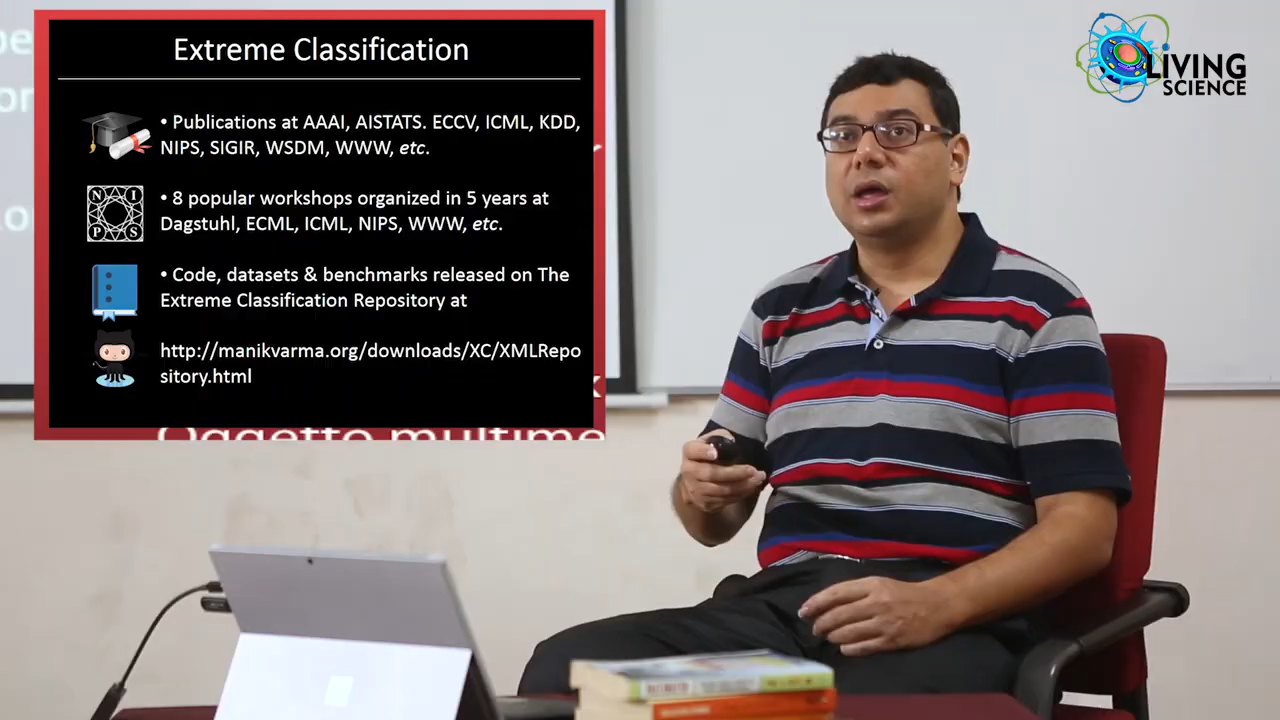 Extreme Classification
• Publications at AAAI, AISTATS. ECCV, ICML, KDD,
NIPS, SIGIR, WSDM, WWW, etc.
• 8 popular workshops organized in 5 years at
Dagstuhl, ECML, ICML, NIPS, WWW, etc.
N I
P S
• Code, datasets & benchmarks released on The
Extreme Classification Repository at
http://manikvarma.org/downloads/XC/XMLRepo
sitory.html
Oggetto multime
LIVING
SCIENCE